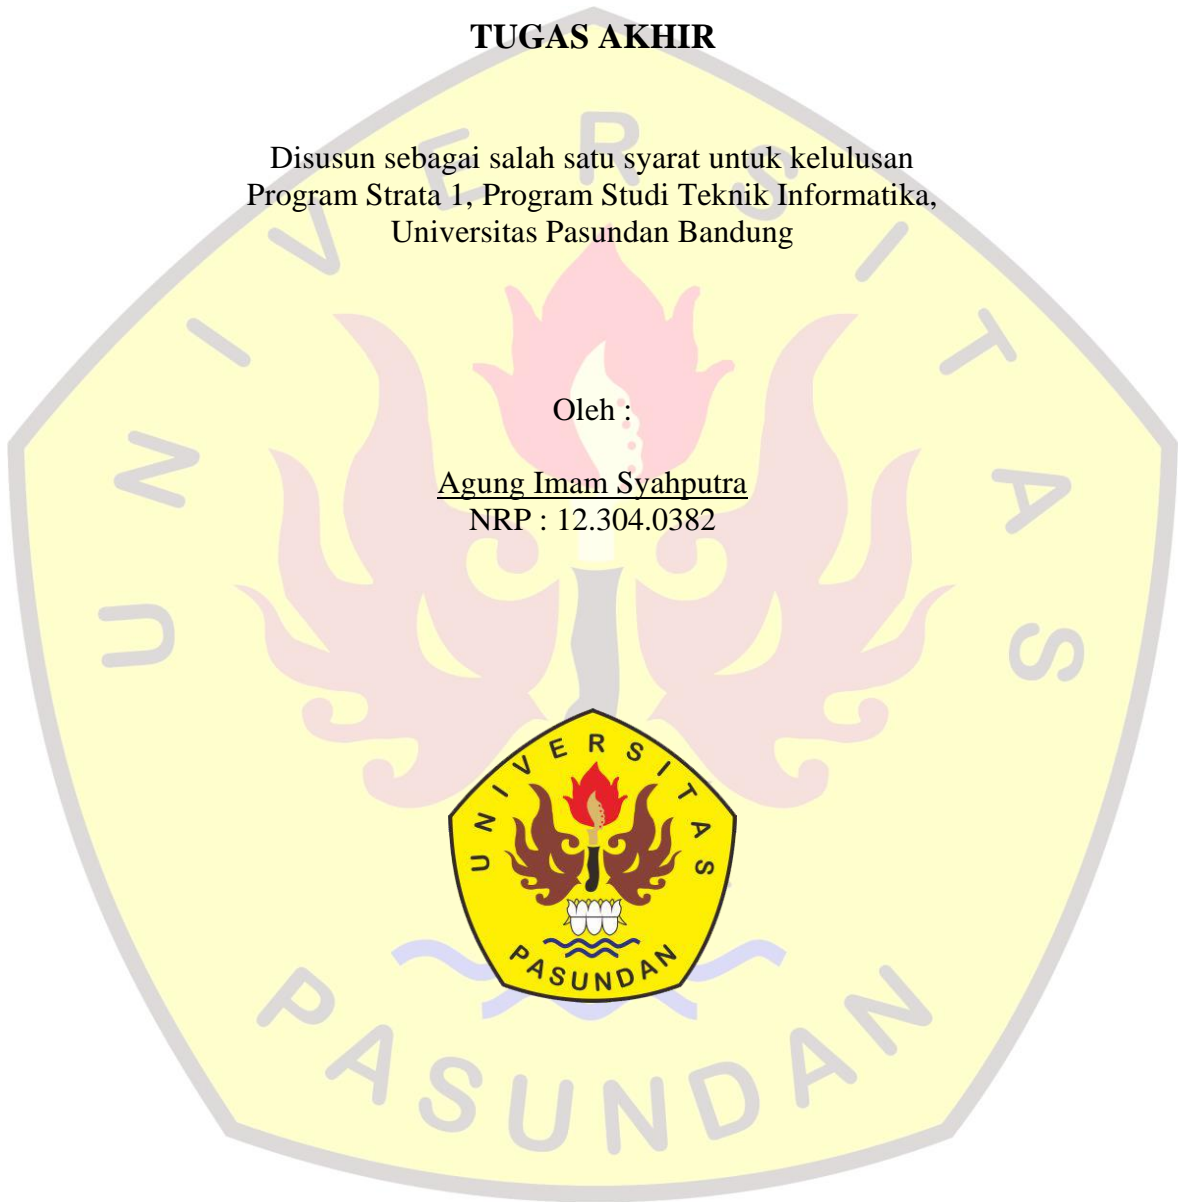 TUGAS AKHIR
Disusun sebagai salah satu syarat untuk kelulusan
Program Strata 1, Program Studi Teknik Informatika,
Universitas Pasundan Bandung
Oleh :
Agung Imam Syahputra
NRP : 12.304.0382
UNIVERSITAS
PASUNDAN
UNIVERSITAS
PASUNDAN